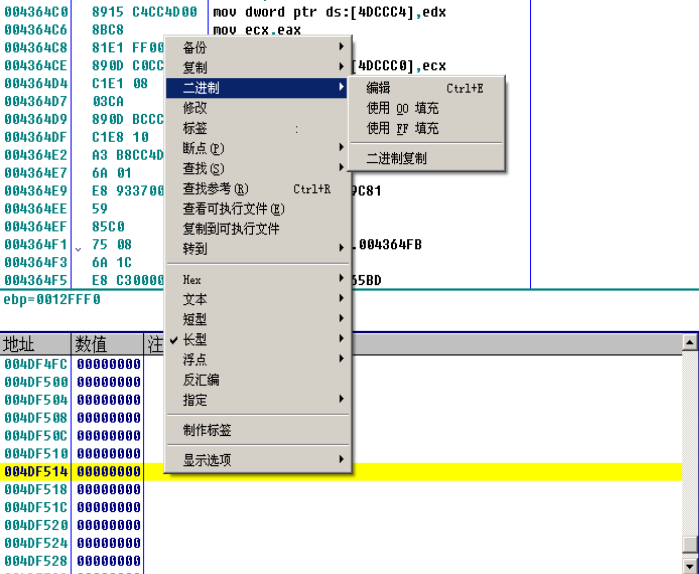 004364C0 8915 C4CC4D00 mov dword ptr ds:[4DCCC4],edx
004364C6 8BC8 mov ecx,eax
004364C8 81E1 FF00
004364CE 890D C0CC [4DCCC0],ecx
004364D4 C1E1 08
004364D7 03CA
004364D9 890D BCCC
004364DF C1E8 10
004364E2 A3 B8CC4D
004364E7 6A 01
004364E9 E8 933700 9C81
004364EE 59
004364EF 85C0
004364F1 75 08 .004364FB
004364F3 6A 1C
004364F5 E8 C30000 65BD
ebp=0012FFF0
备份
复制
二进制
修改
标签 :
断点(P)
查找(S)
查找参考(R) Ctrl+R
查看可执行文件(E)
复制到可执行文件
转到
Hex
文本
短型
长型
浮点
反汇编
指定
制作标签
显示选项
编辑 Ctrl+E
使用 00 填充
使用 FF 填充
二进制复制
地址 数值 注
004DF4FC 00000000
004DF500 00000000
004DF504 00000000
004DF508 00000000
004DF50C 00000000
004DF510 00000000
004DF514 00000000
004DF518 00000000
004DF51C 00000000
004DF520 00000000
004DF524 00000000
004DF528 00000000